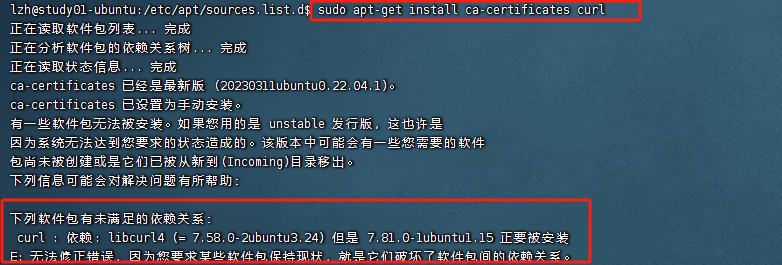 lzh@study01-ubuntu:/etc/apt/sources.list.d$ sudo apt-get install ca-certificates curl
正在读取软件包列表... 完成
正在分析软件包的依赖关系树... 完成
正在读取状态信息... 完成
ca-certificates 已经是最新版 (20230311ubuntu0.22.04.1)。
ca-certificates 已设置为手动安装。
有一些软件包无法被安装。如果您用的是 unstable 发行版，这也许是
因为系统无法达到您要求的状态造成的。该版本中可能会有一些您需要的软件
包尚未被创建或是它们已被从新到(Incoming)目录移出。
下列信息可能会对解决问题有所帮助：
下列软件包有未满足的依赖关系：
curl : 依赖: libcurl4 (= 7.58.0-2ubuntu3.24) 但是 7.81.0-1ubuntu1.15 正要被安装
E: 无法修正错误，因为您要求某些软件包保持现状，就是它们破坏了软件包间的依赖关系。